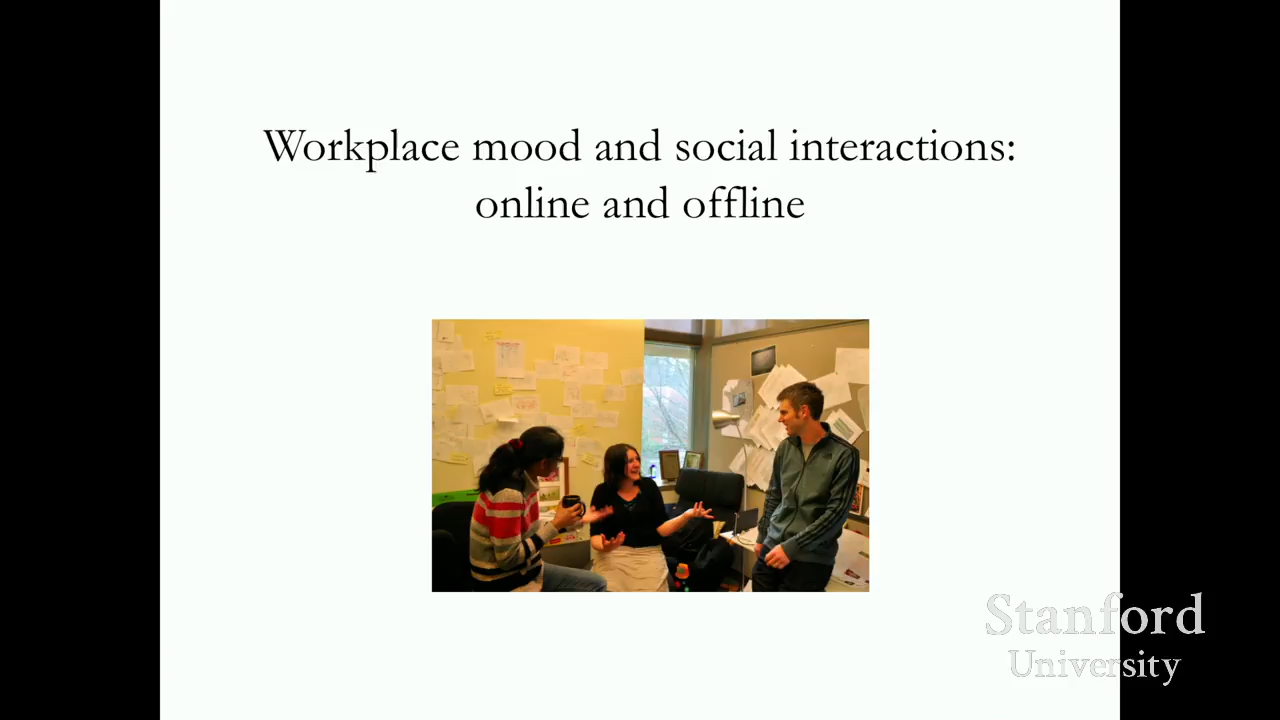 Workplace mood and social interactions:
online and offline
Stanford
University